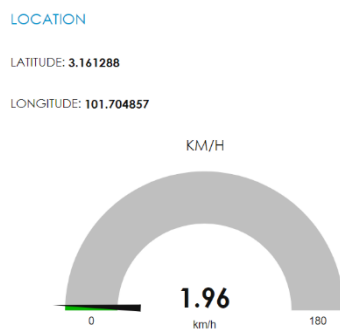 LOCATION
LATITUDE: 3.161288
LONGITUDE: 101.704857
KM/H
1.96
0 km/h 180